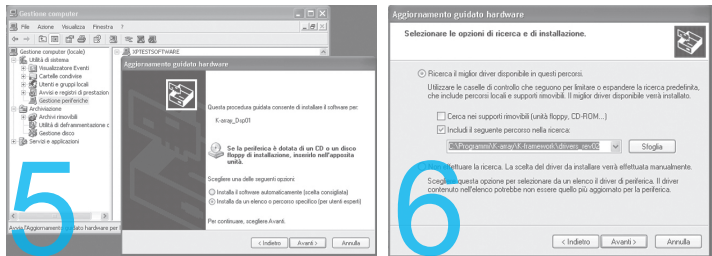 Gestione computer
File Azione Visualizza Finestra ?
Gestione computer (locale)
Utilità di sistema
Visualizzatore Eventi
Cartelle condivise
Utenti e gruppi locali
Avvisi e registri di prestazion
Gestione periferiche
Archiviazione
Archivi rimovibili
Utilità di deframmentazione c
Gestione disco
Servizi e applicazioni
XPTESTSOFTWARE
Aggiornamento guidato hardware
Questa procedura guidata consente di installare il software per:
K-array_Dsp01
Se la periferica è dotata di un CD o un disco
floppy di installazione, inserirlo nell'apposita
unità.
Scegliere una delle seguenti opzioni:
Installa il software automaticamente (scelta consigliata)
Installa da un elenco o percorso specifico (per utenti esperti)
Per continuare, scegliere Avanti.
< Indietro Avanti > Annulla
hardware per
5
Aggiornamento guidato hardware
Selezionare le opzioni di ricerca e di installazione.
Ricerca il miglior driver disponibile in questi percorsi.
Utilizzare le caselle di controllo che seguono per limitare o espandere la ricerca predefinita,
che include percorsi locali e supporti rimovibili. Il miglior driver disponibile verrà installato.
Cerca nei supporti rimovibili (unità floppy, CD-ROM...)
Includi il seguente percorso nella ricerca:
C:\Programmi\K-array\K-framework\drivers_rev03 Sfoglia
Non effettuare la ricerca. La scelta del driver da installare verrà effettuata manualmente.
Scegliere questa opzione per selezionare da un elenco il driver di periferica. Il driver
contenuto nell'elenco potrebbe non essere quello più aggiornato per la periferica.
< Indietro Avanti > Annulla
6